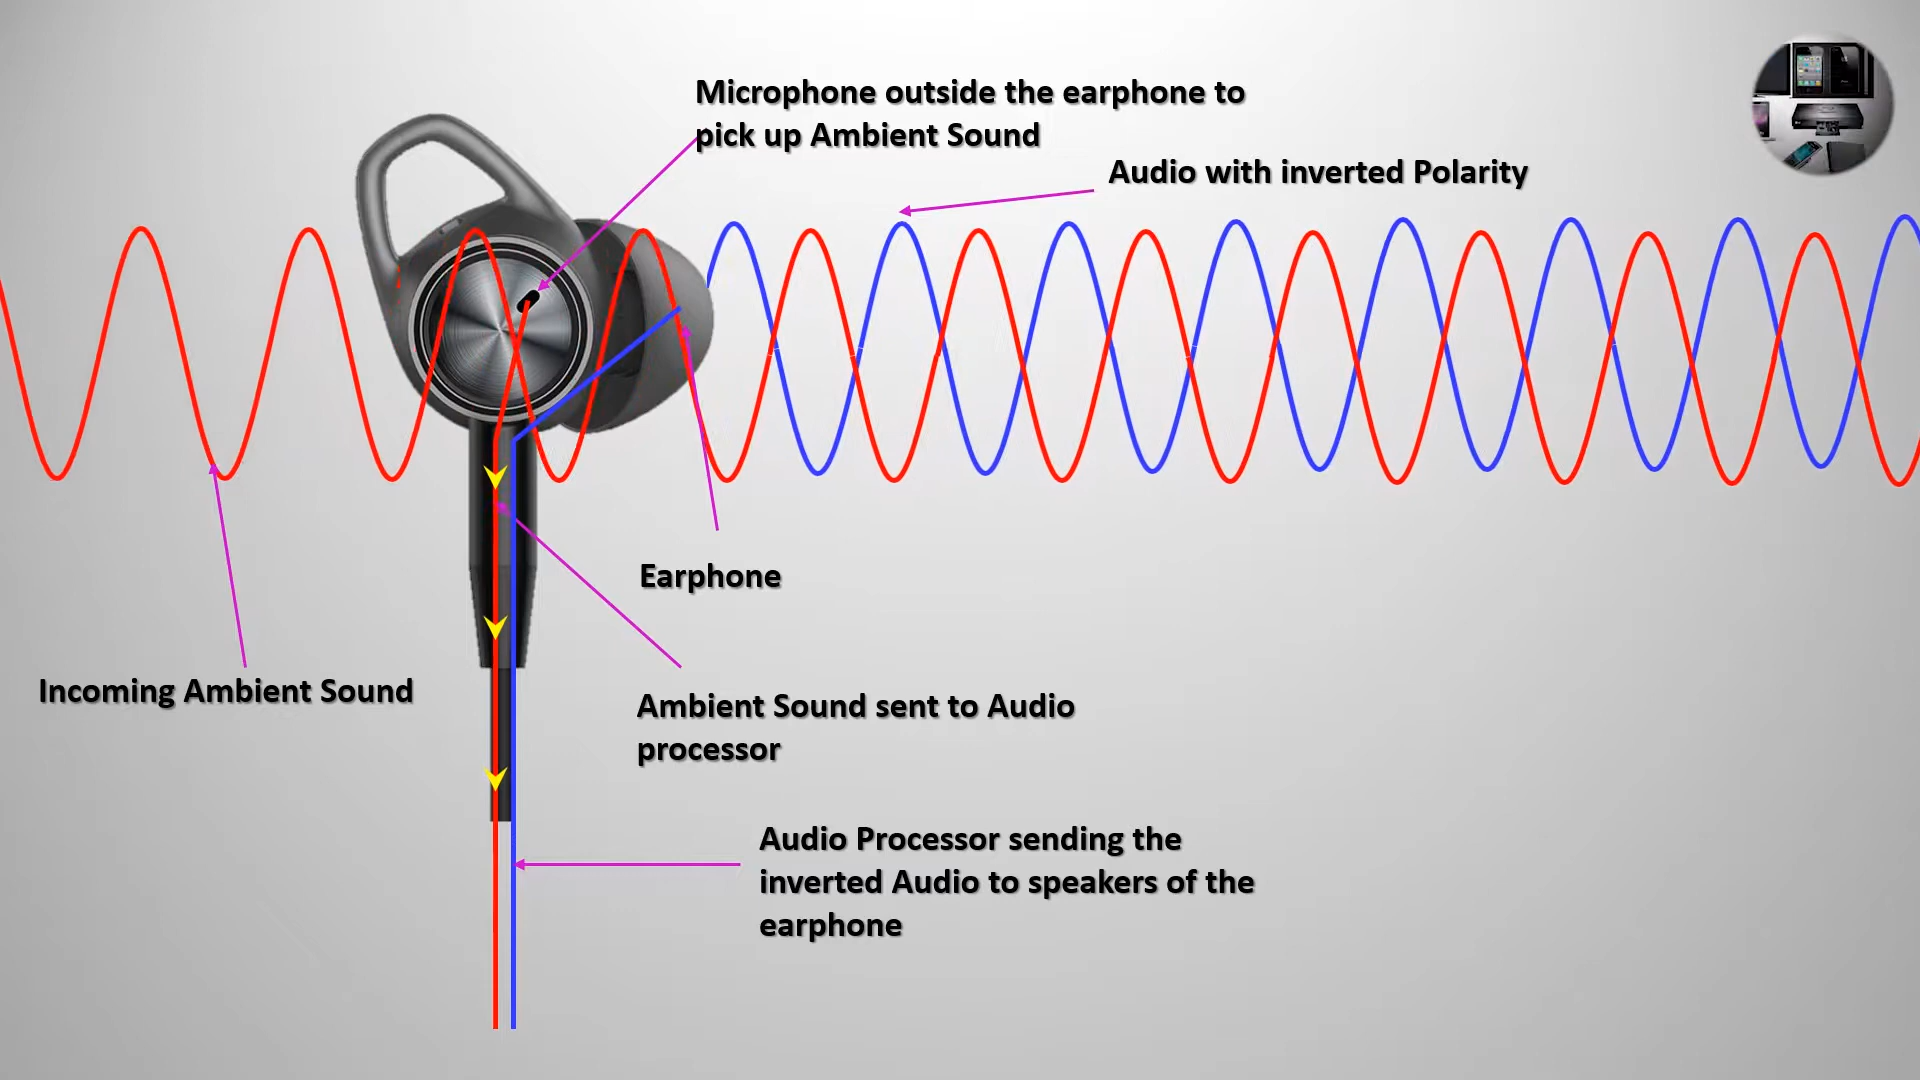 Microphone outside the earphone to
pick up Ambient Sound
Audio with inverted Polarity
Earphone
Incoming Ambient Sound
Ambient Sound sent to Audio
processor
Audio Processor sending the
inverted Audio to speakers of the
earphone